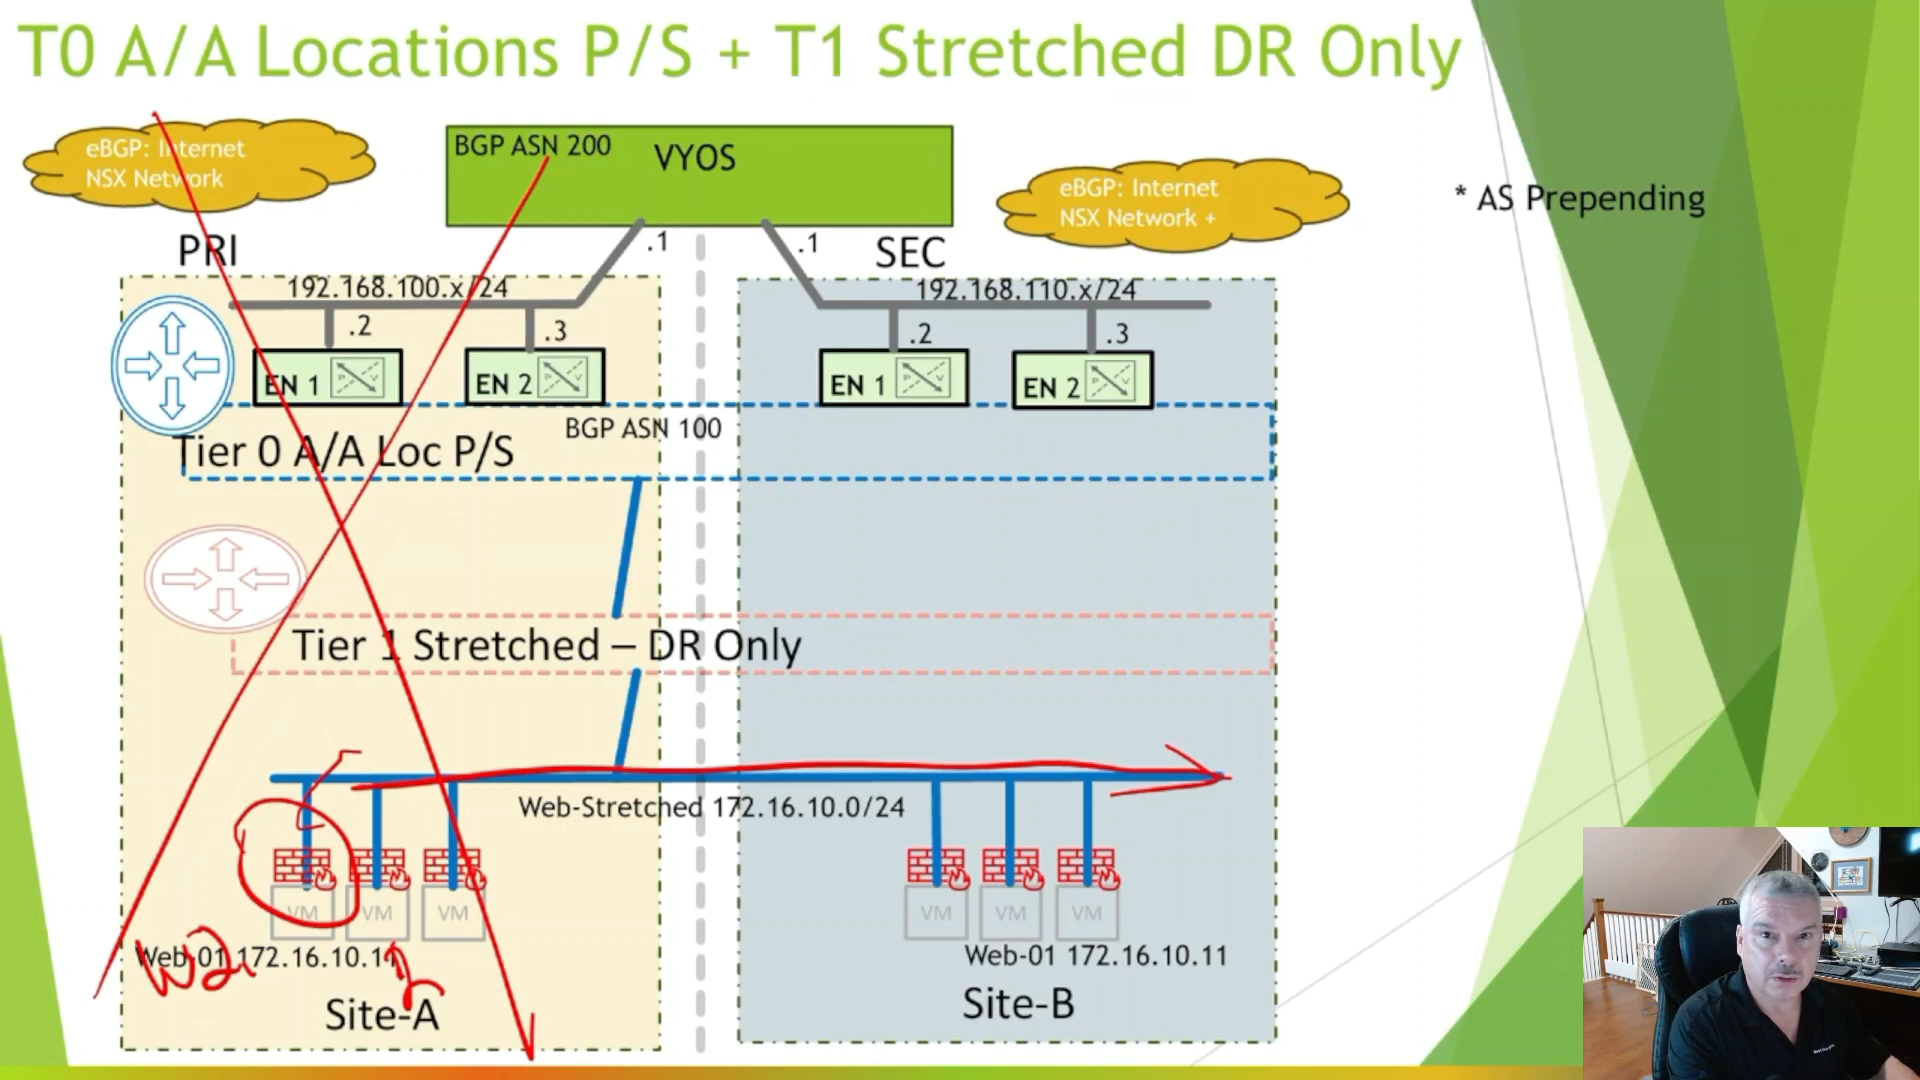 T0 A/A Locations P/S + T1 Stretched DR Only
eBGP: Internet
NSX Network
BGP ASN 200
VYOS
eBGP: Internet
NSX Network +
* AS Prepending
PRI
.1
.1
SEC
192.168.100.x/24
192.168.110.x/24
.2
.3
.2
.3
EN 1
EN 2
EN 1
EN 2
BGP ASN 100
Tier 0 A/A Loc P/S
Tier 1 Stretched – DR Only
Web-Stretched 172.16.10.0/24
VM
VM
VM
VM
VM
VM
Web-01 172.16.10.11
W2
2
Web-01 172.16.10.11
Site-A
Site-B